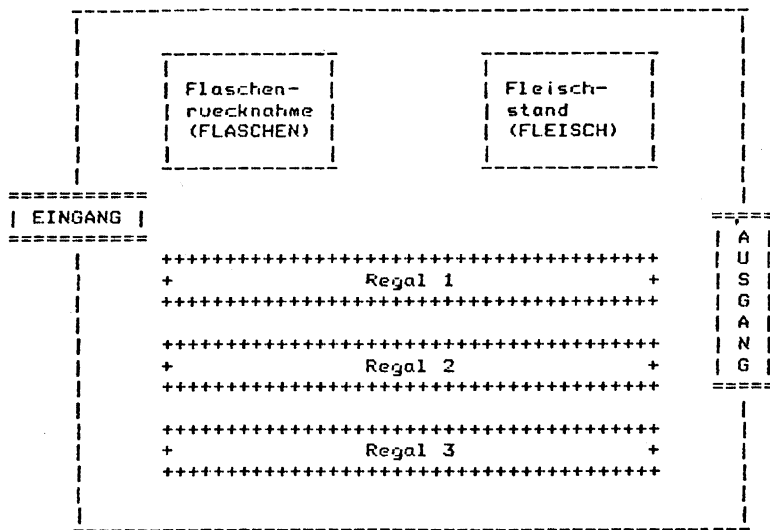 Flaschen-
ruecknahme
(FLASCHEN)
Fleisch-
stand
(FLEISCH)
EINGANG
AUSGANG
Regal 1
Regal 2
Regal 3